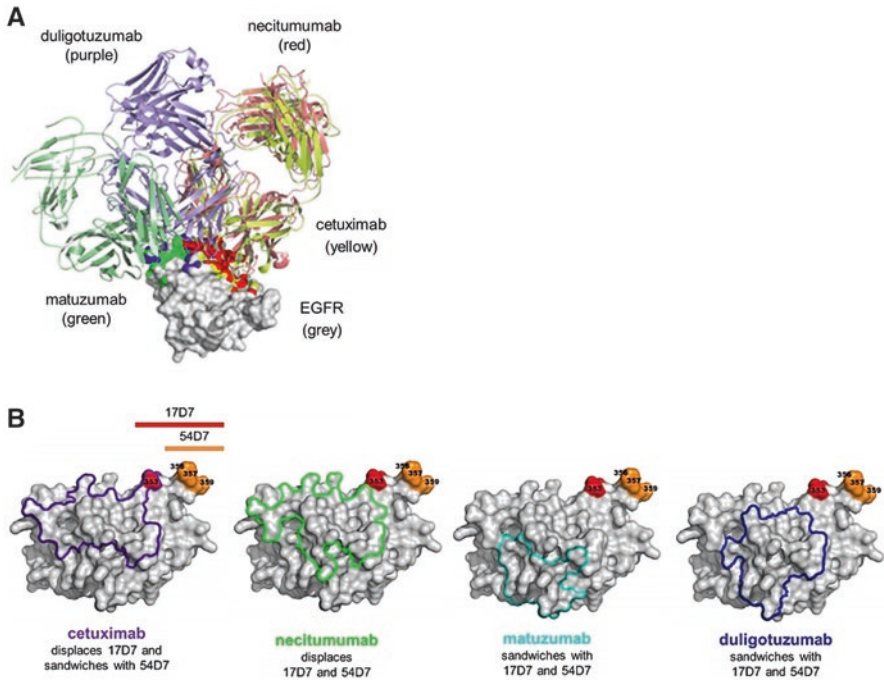 A
duligotuzumab
(purple)
necitumumab
(red)
cetuximab
(yellow)
matuzumab
(green)
EGFR
(grey)
B
17D7
54D7
353
356
357
359
353
356
357
359
353
356
357
359
353
356
357
359
cetuximab
displaces 17D7 and
sandwiches with 54D7
necitumumab
displaces
17D7 and 54D7
matuzumab
sandwiches with
17D7 and 54D7
duligotuzumab
sandwiches with
17D7 and 54D7